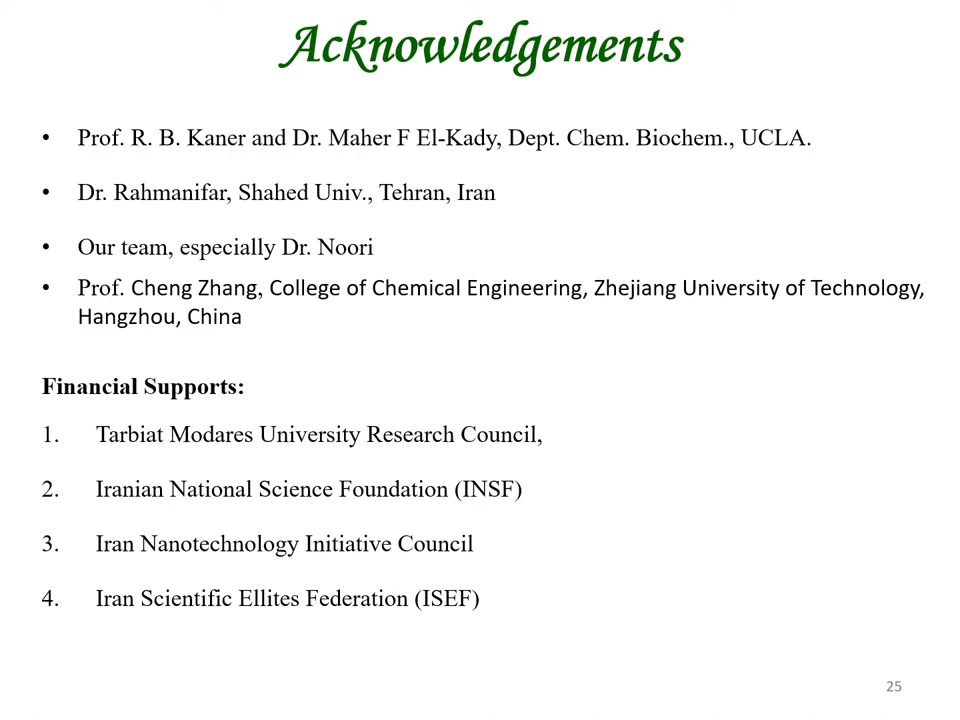 Acknowledgements
• Prof. R. B. Kaner and Dr. Maher F El-Kady, Dept. Chem. Biochem., UCLA.
• Dr. Rahmanifar, Shahed Univ., Tehran, Iran
• Our team, especially Dr. Noori
• Prof. Cheng Zhang, College of Chemical Engineering, Zhejiang University of Technology,
Hangzhou, China
Financial Supports:
1. Tarbiat Modares University Research Council,
2. Iranian National Science Foundation (INSF)
3. Iran Nanotechnology Initiative Council
4. Iran Scientific Ellites Federation (ISEF)
25